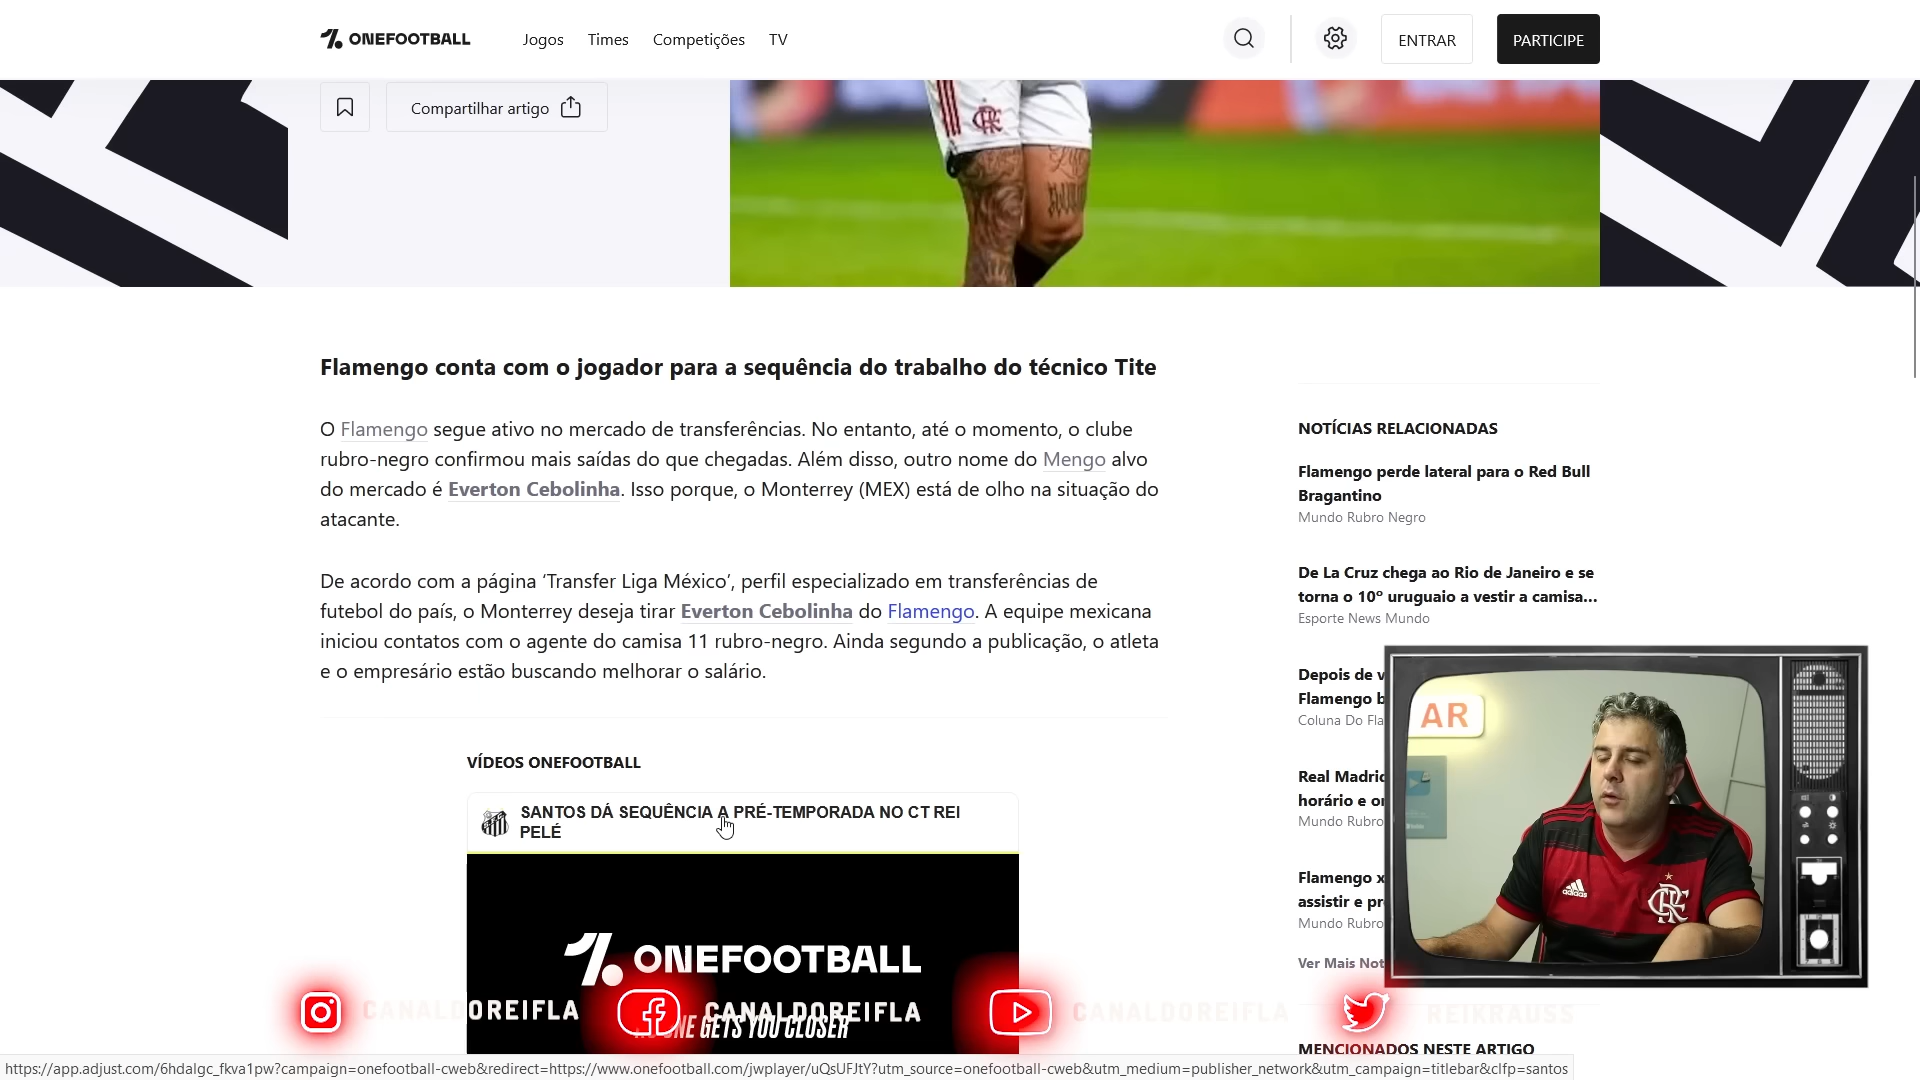 ONEFOOTBALL
Jogos
Times
Competições
TV
ENTRAR
PARTICIPE
Compartilhar artigo
Flamengo conta com o jogador para a sequência do trabalho do técnico Tite
O Flamengo segue ativo no mercado de transferências. No entanto, até o momento, o clube
rubro-negro confirmou mais saídas do que chegadas. Além disso, outro nome do Mengo alvo
do mercado é Everton Cebolinha. Isso porque, o Monterrey (MEX) está de olho na situação do
atacante.
De acordo com a página ‘Transfer Liga México’, perfil especializado em transferências de
futebol do país, o Monterrey deseja tirar Everton Cebolinha do Flamengo. A equipe mexicana
iniciou contatos com o agente do camisa 11 rubro-negro. Ainda segundo a publicação, o atleta
e o empresário estão buscando melhorar o salário.
VÍDEOS ONEFOOTBALL
SANTOS DÁ SEQUÊNCIA A PRÉ-TEMPORADA NO CT REI
PELÉ
ONEFOOTBALL
NE GETS YOU CLOSER
NOTÍCIAS RELACIONADAS
Flamengo perde lateral para o Red Bull
Bragantino
Mundo Rubro Negro
De La Cruz chega ao Rio de Janeiro e se
torna o 10º uruguaio a vestir a camisa...
Esporte News Mundo
Depois de v
Flamengo b
Coluna Do Fla
Real Madrid
horário e o
Mundo Rubro
Flamengo x
assistir e pr
Mundo Rubro
Ver Mais Not
MENCIONADOS NESTE ARTIGO
AR
adidas
CANALDOREIFLA
CANALDOREIFLA
CANALDOREIFLA
REIKRAUSS
https://app.adjust.com/6hdalgc_fkva1pw?campaign=onefootball-cweb&redirect=https://www.onefootball.com/jwplayer/uQsUFJtY?utm_source=onefootball-cweb&utm_medium=publisher_network&utm_campaign=titlebar&clfp=santos